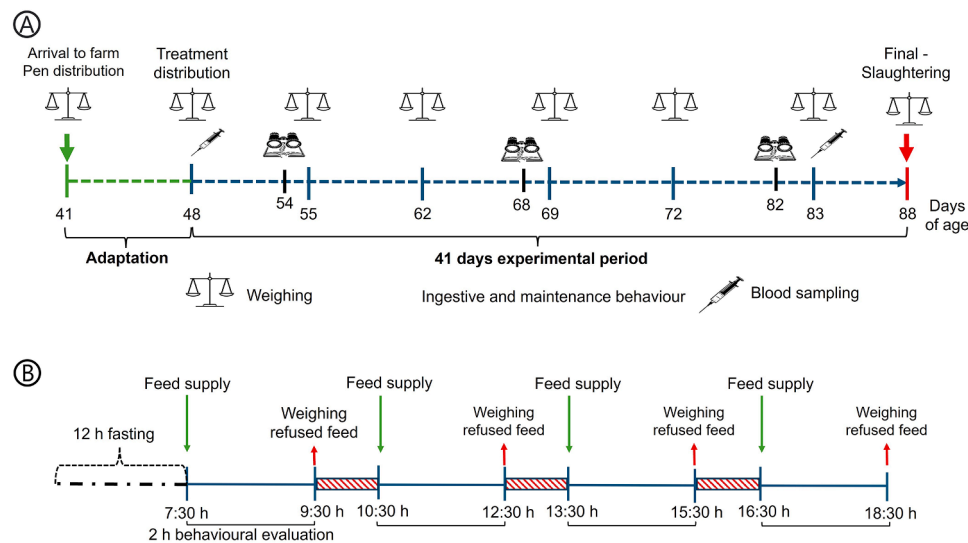 A
Arrival to farm
Pen distribution
Treatment
distribution
Final -
Slaughtering
41
48
54
55
62
68
69
72
82
83
88
Days
of age
Adaptation
41 days experimental period
Weighing
Ingestive and maintenance behaviour
Blood sampling
B
Feed supply
Feed supply
Feed supply
Feed supply
12 h fasting
Weighing
refused feed
Weighing
refused feed
Weighing
refused feed
Weighing
refused feed
7:30 h
9:30 h
10:30 h
12:30 h
13:30 h
15:30 h
16:30 h
18:30 h
2 h behavioural evaluation